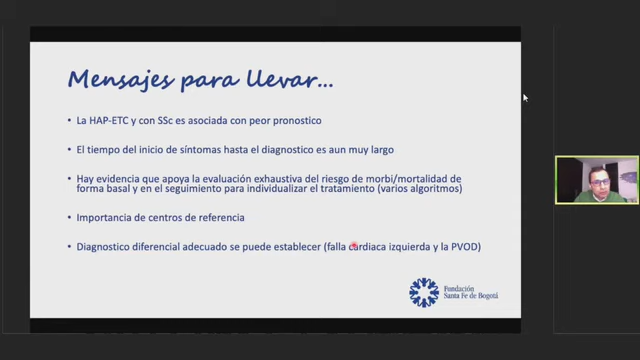 Mensajes para llevar...
• La HAP-ETC y con SSc es asociada con peor pronostico
• El tiempo del inicio de síntomas hasta el diagnostico es aun muy largo
• Hay evidencia que apoya la evaluación exhaustiva del riesgo de morbi/mortalidad de
forma basal y en el seguimiento para individualizar el tratamiento (varios algoritmos)
• Importancia de centros de referencia
• Diagnostico diferencial adecuado se puede establecer (falla cardiaca izquierda y la PVOD)
Fundación
Santa Fe de Bogotá